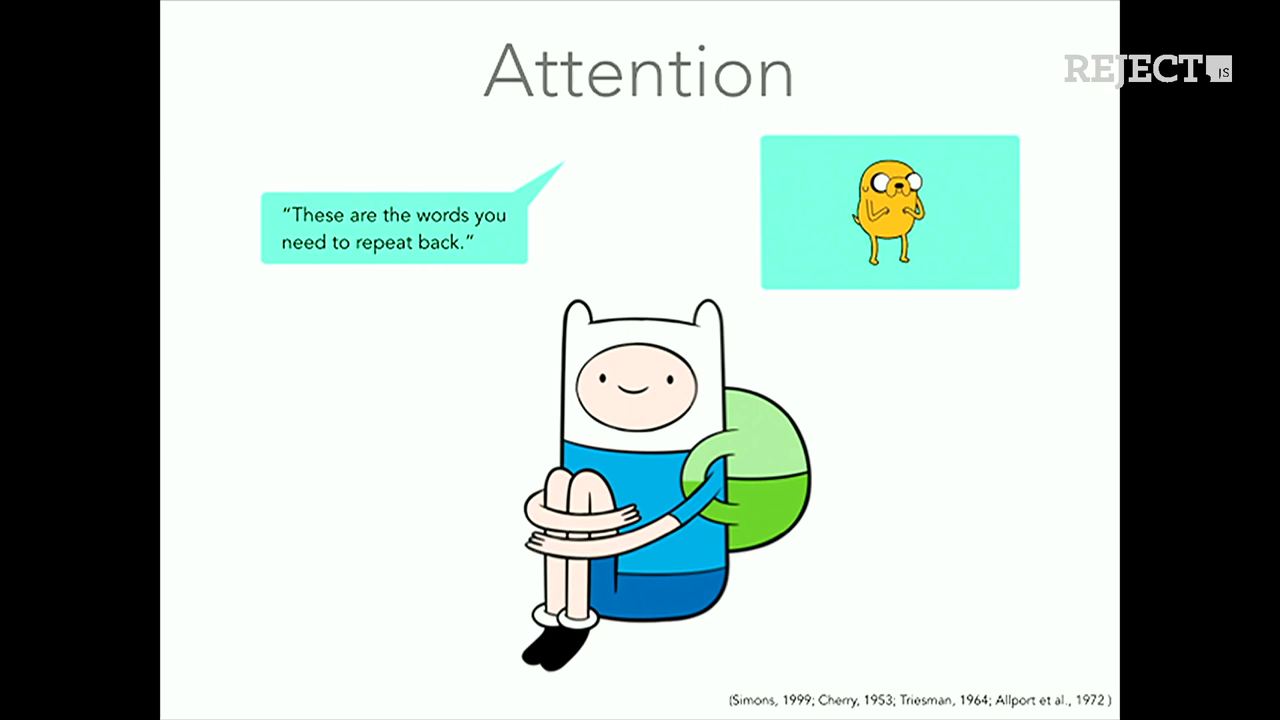 Attention
REJECT JS
“These are the words you
need to repeat back.”
(Simons, 1999; Cherry, 1953; Triesman, 1964; Allport et al., 1972 )